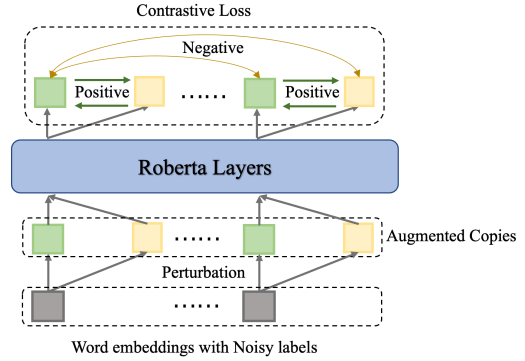 Contrastive Loss
Negative
Positive
......
Positive
Roberta Layers
......
Augmented Copies
Perturbation
......
Word embeddings with Noisy labels